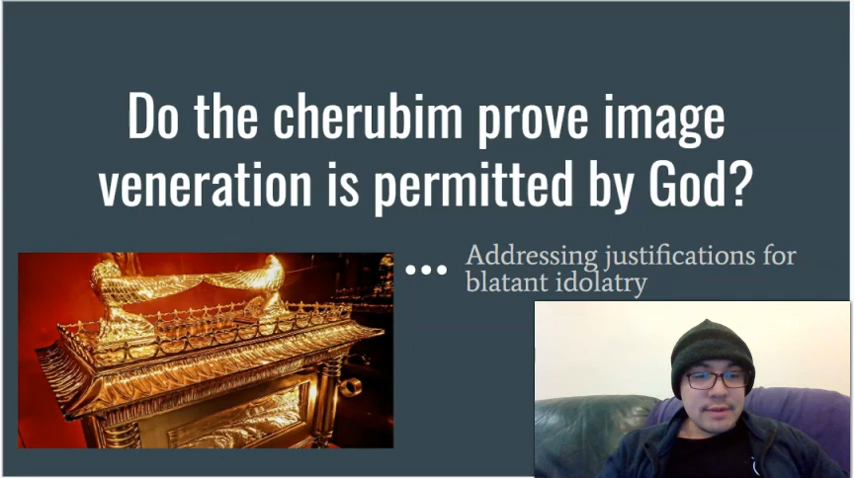 Do the cherubim prove image
veneration is permitted by God?
Addressing justifications for
blatant idolatry